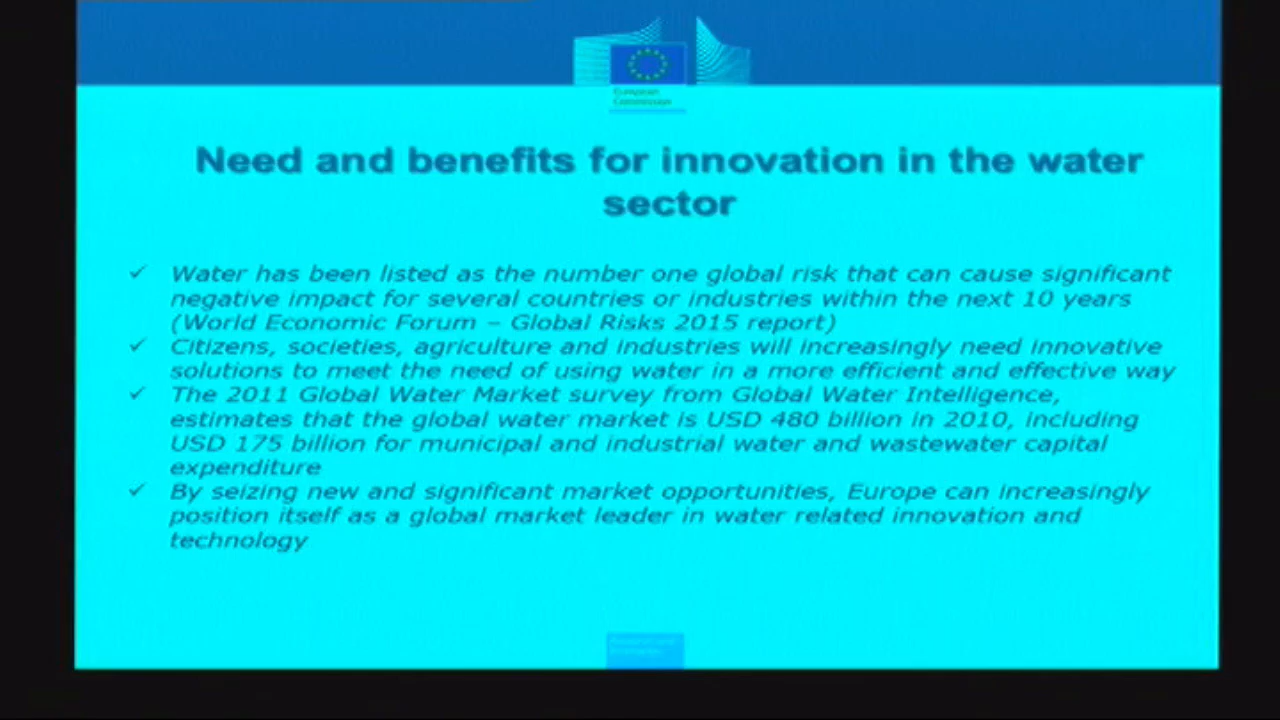 European
Commission
Need and benefits for innovation in the water
sector
✓ Water has been listed as the number one global risk that can cause significant
negative impact for several countries or industries within the next 10 years
(World Economic Forum – Global Risks 2015 report)
✓ Citizens, societies, agriculture and industries will increasingly need innovative
solutions to meet the need of using water in a more efficient and effective way
✓ The 2011 Global Water Market survey from Global Water Intelligence,
estimates that the global water market is USD 480 billion in 2010, including
USD 175 billion for municipal and industrial water and wastewater capital
expenditure
✓ By seizing new and significant market opportunities, Europe can increasingly
position itself as a global market leader in water related innovation and
technology